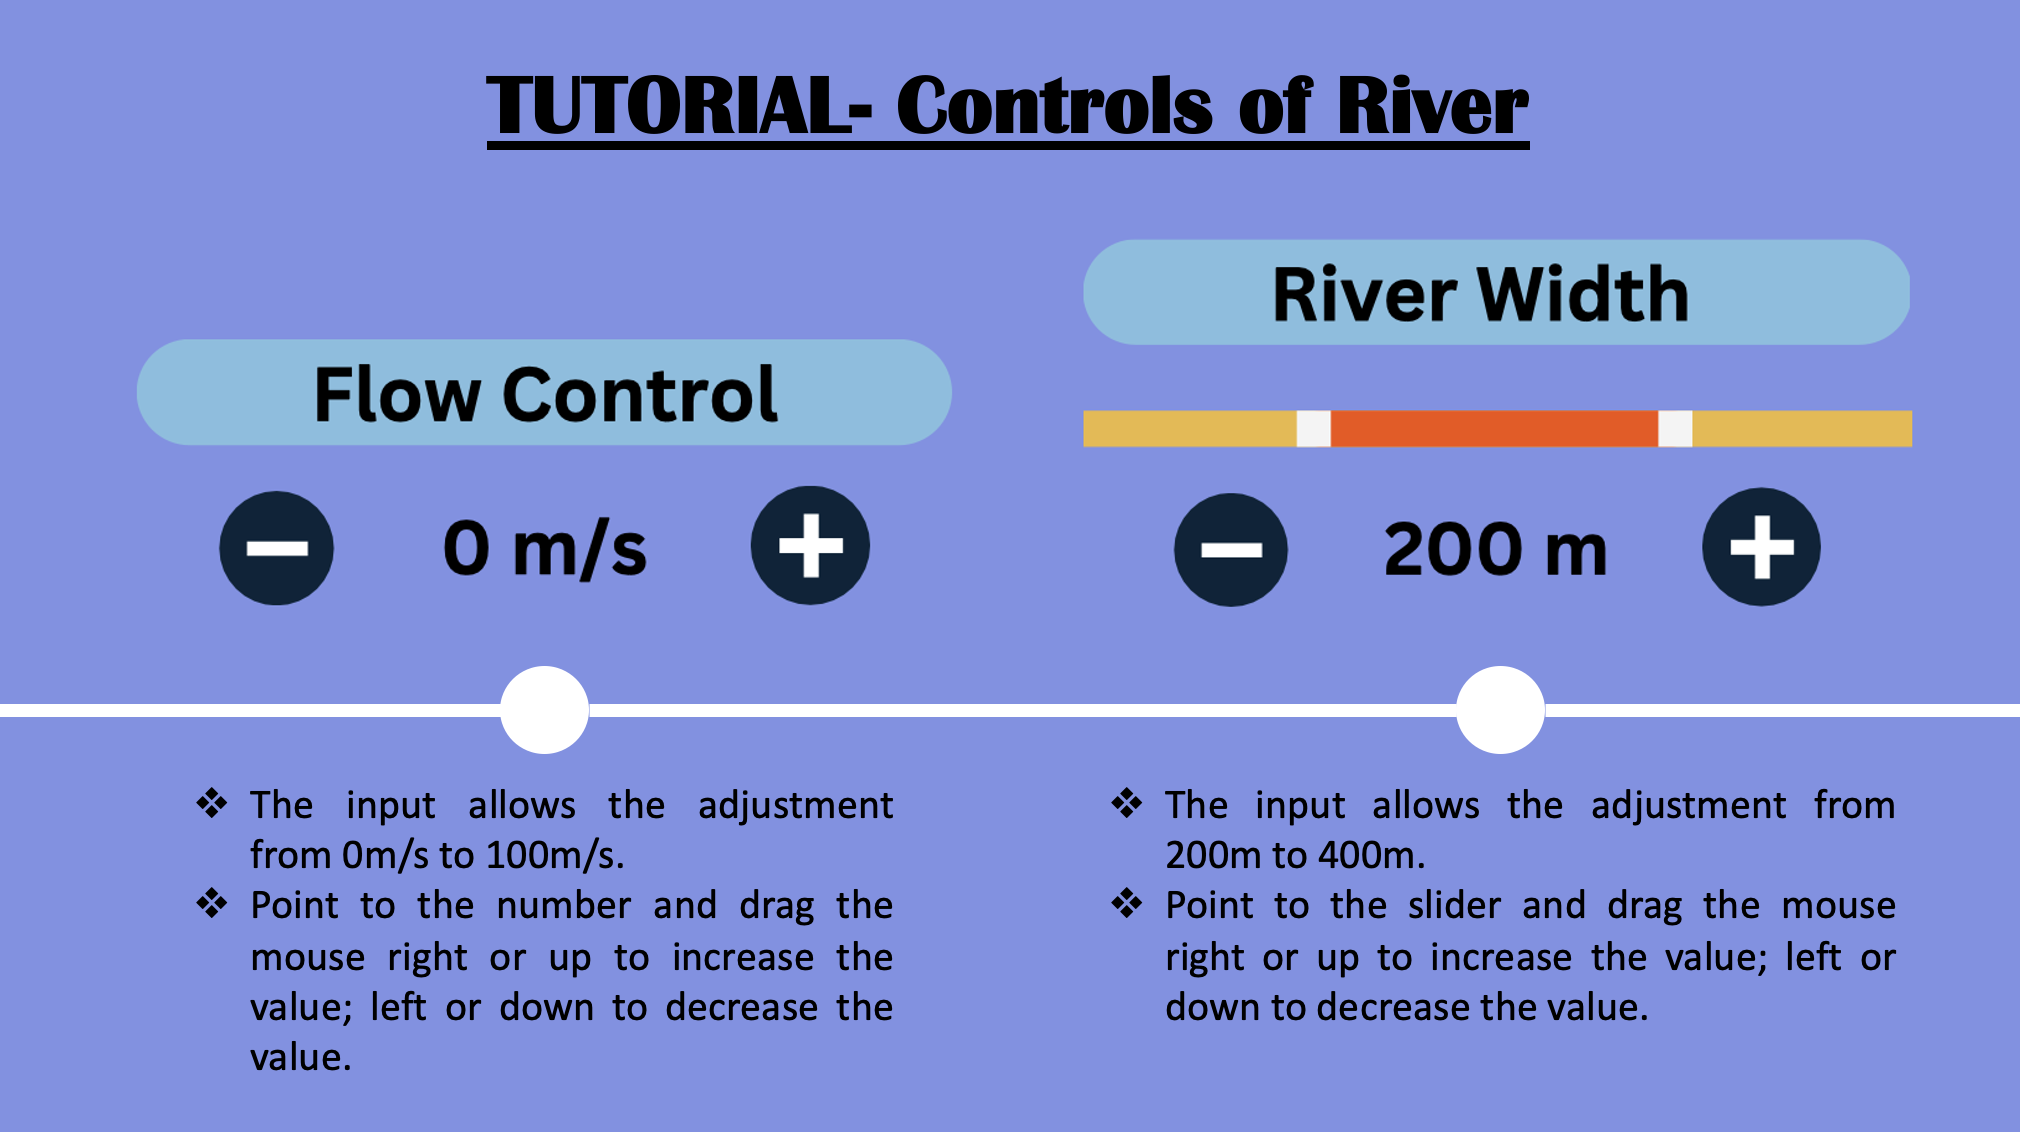 TUTORIAL- Controls of River
Flow Control
0 m/s
River Width
200 m
❖ The input allows the adjustment
from 0m/s to 100m/s.
❖ Point to the number and drag the
mouse right or up to increase the
value; left or down to decrease the
value.
❖ The input allows the adjustment from
200m to 400m.
❖ Point to the slider and drag the mouse
right or up to increase the value; left or
down to decrease the value.